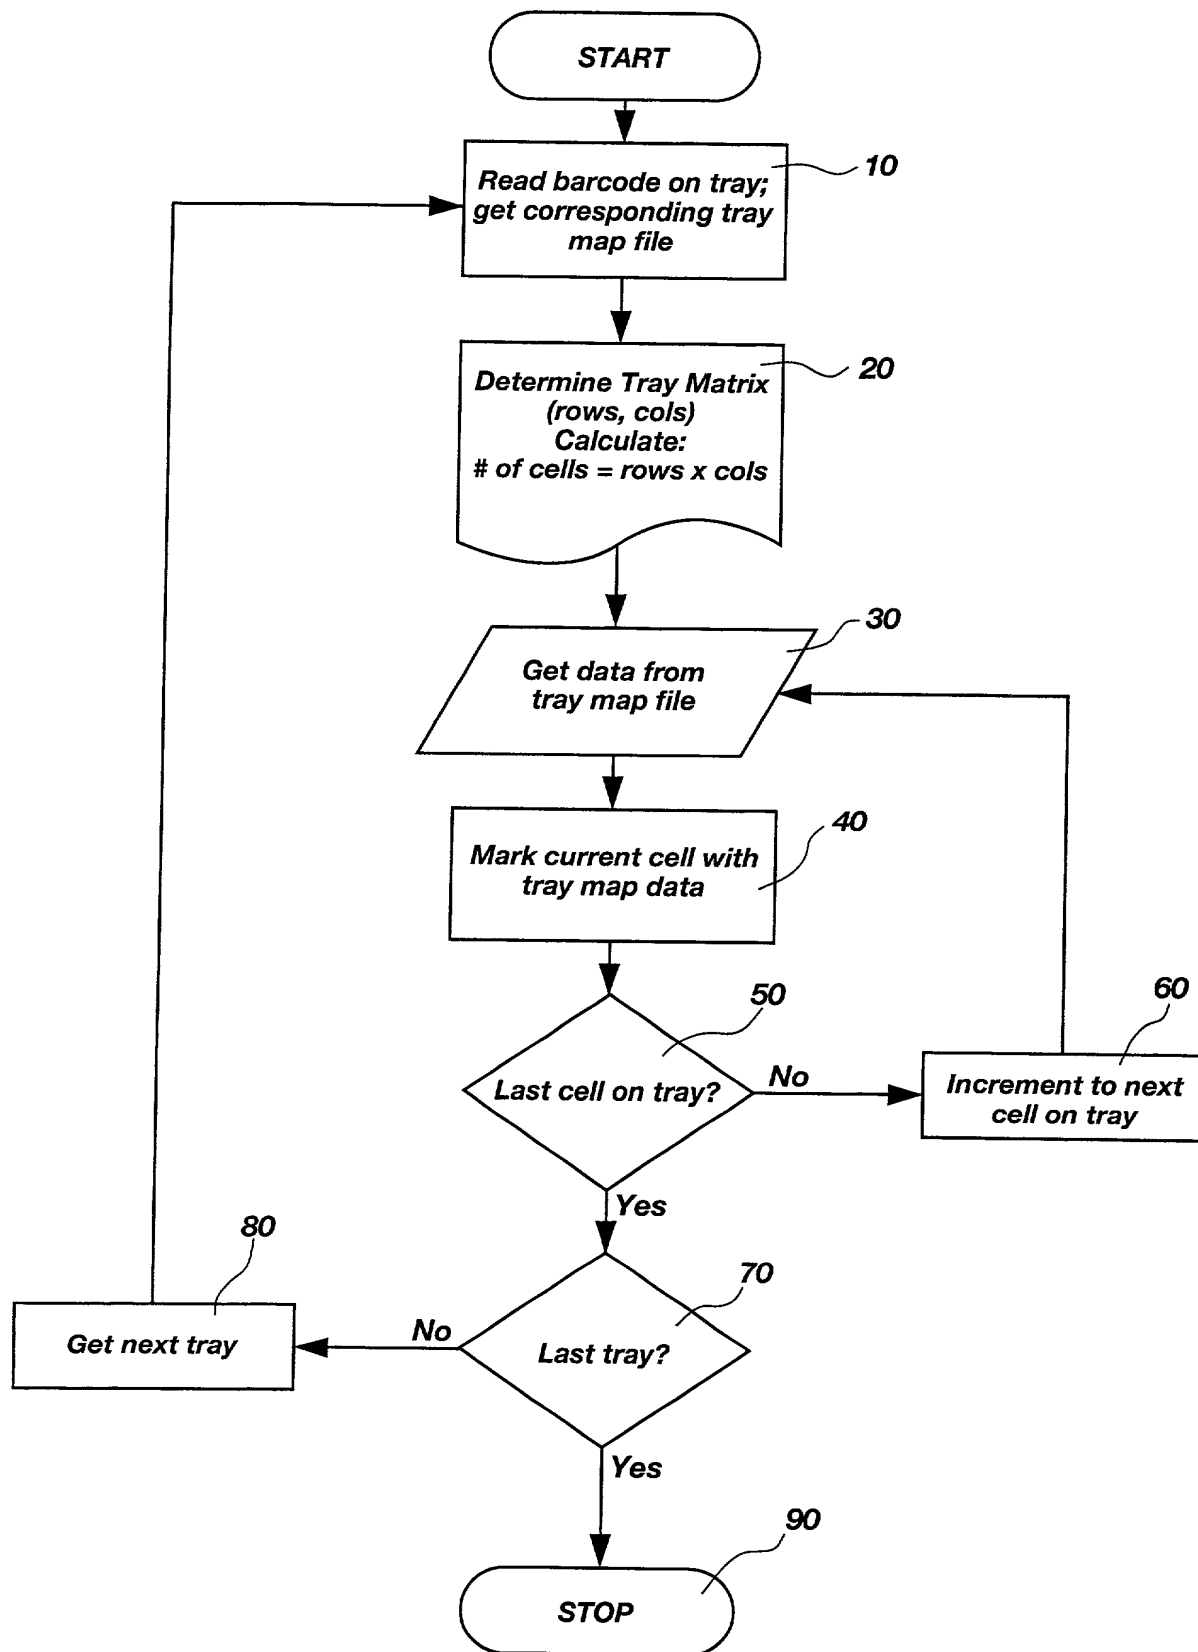 START
10
Read barcode on tray;
get corresponding tray
map file
20
Determine Tray Matrix
(rows, cols)
Calculate:
# of cells = rows x cols
30
Get data from
tray map file
40
Mark current cell with
tray map data
50
Last cell on tray?
No
60
Increment to next
cell on tray
Yes
80
Get next tray
No
70
Last tray?
Yes
90
STOP